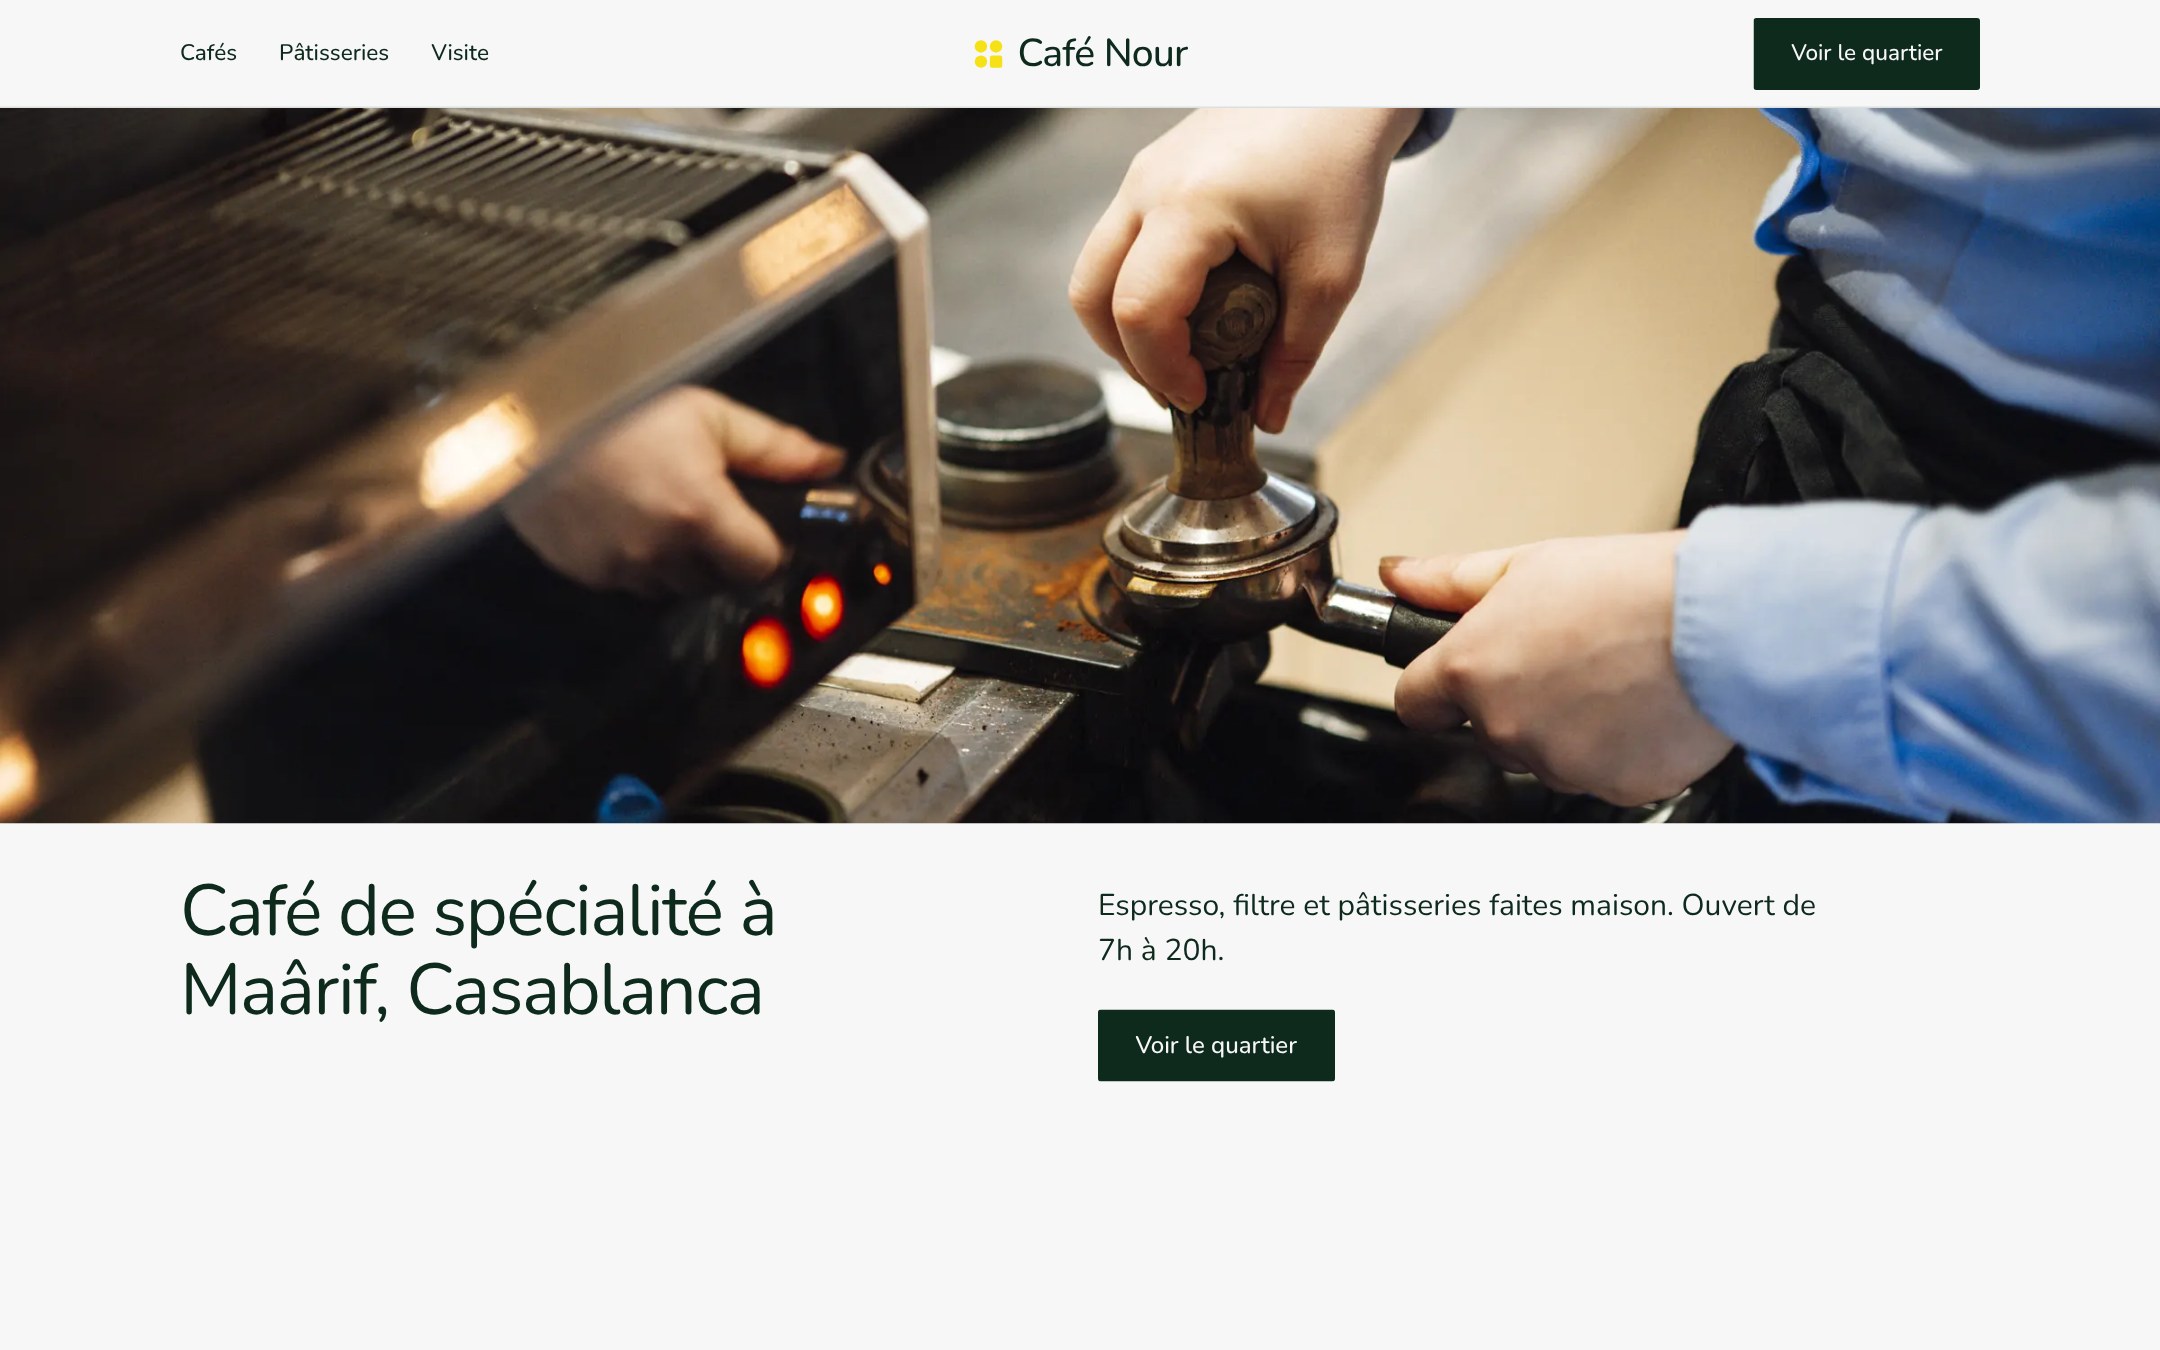 Cafés
Pâtisseries
Visite
Café Nour
Voir le quartier
Café de spécialité à
Maârif, Casablanca
Espresso, filtre et pâtisseries faites maison. Ouvert de
7h à 20h.
Voir le quartier